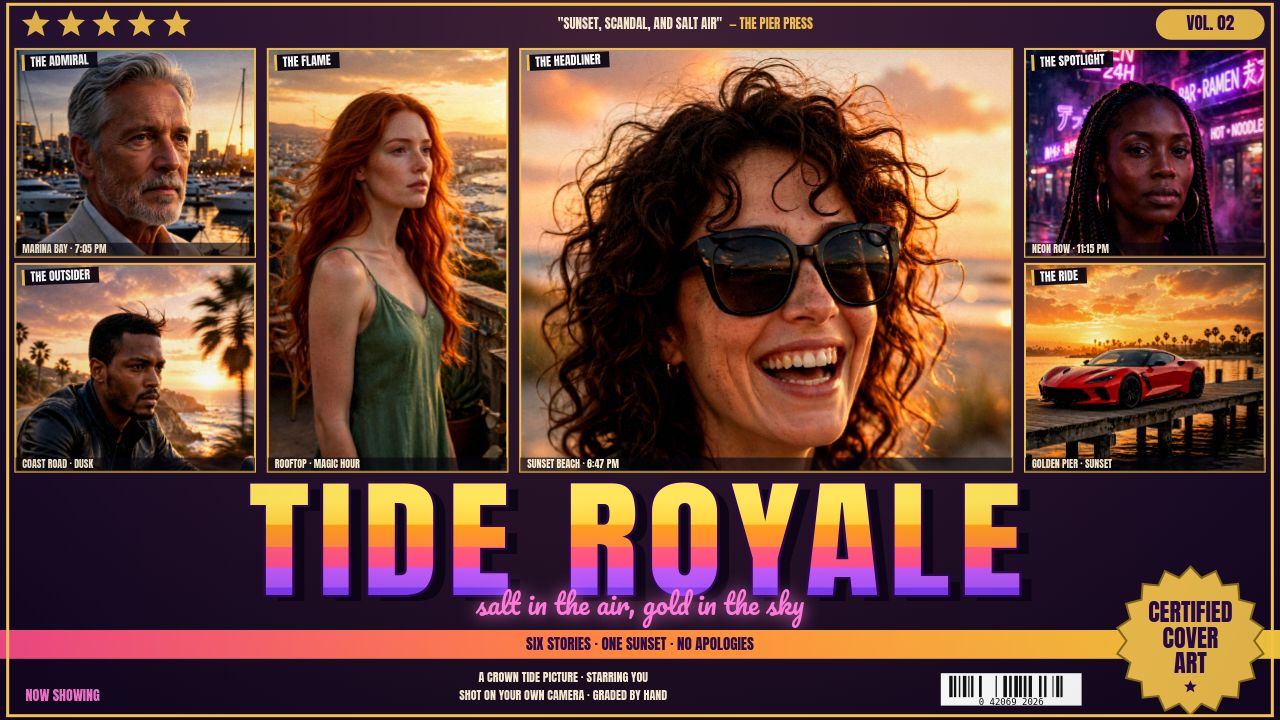 "SUNSET, SCANDAL, AND SALT AIR" – THE PIER PRESS
VOL. 02
THE ADMIRAL
MARINA BAY · 7:05 PM
THE OUTSIDER
COAST ROAD · DUSK
THE FLAME
ROOFTOP · MAGIC HOUR
THE HEADLINER
SUNSET BEACH · 6:47 PM
THE SPOTLIGHT
24H
BAR・RAMEN
HOT・NOODLE
NEON ROW · 11:15 PM
THE RIDE
GOLDEN PIER · SUNSET
TIDE ROYALE
salt in the air, gold in the sky
SIX STORIES · ONE SUNSET · NO APOLOGIES
NOW SHOWING
A CROWN TIDE PICTURE · STARRING YOU
SHOT ON YOUR OWN CAMERA · GRADED BY HAND
0 42069 2026
CERTIFIED
COVER
ART